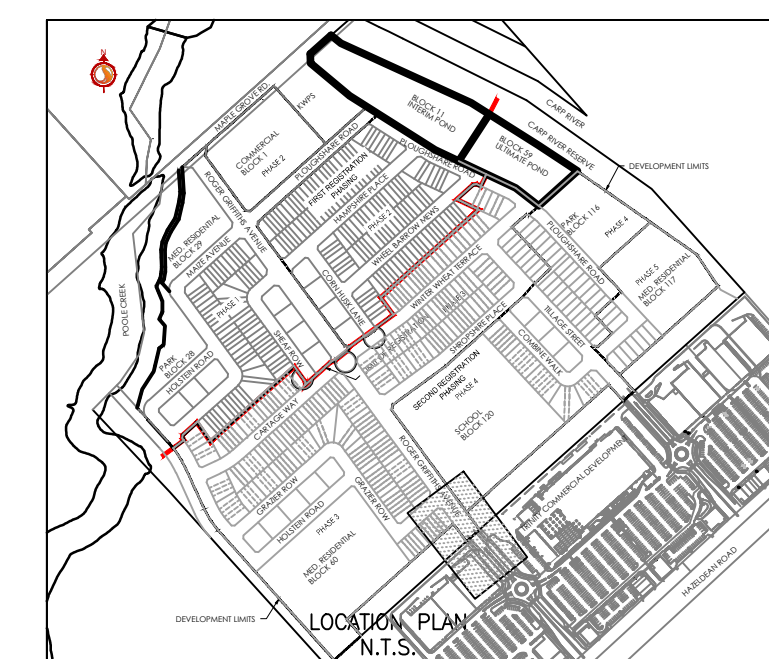 N
MAPLE GROVE RD.
KWPS
COMMERCIAL
BLOCK 1
PHASE 2
PLOUGHSHARE ROAD
BLOCK 11
INTERIM POND
CARP RIVER
CARP RIVER RESERVE
BLOCK 59
ULTIMATE POND
DEVELOPMENT LIMITS
PLOUGHSHARE ROAD
FIRST REGISTRATION
PHASING
HAMPSHIRE PLACE
PHASE 2
WHEEL BARROW MEWS
ROGER GRIFFITHS AVENUE
MED. RESIDENTIAL
BLOCK 29
MAIZE AVENUE
CORN HUSK LANE
WINTER WHEAT TERRACE
PARK
BLOCK 116
PHASE 4
PLOUGHSHARE ROAD
PHASE 5
MED. RESIDENTIAL
BLOCK 117
POOLE CREEK
PHASE 1
SHEAF ROW
PHASE 3
LIMIT OF REGISTRATION
SHROPSHIRE PLACE
TILLAGE STREET
COMBINE WALK
PARK
BLOCK 28
HOLSTEIN ROAD
CARTAGE WAY
SECOND REGISTRATION
PHASING
PHASE 4
SCHOOL
BLOCK 120
ROGER GRIFFITHS AVENUE
TRINITY COMMERCIAL DEVELOPMENT
GRAZIER ROW
GRAZIER ROW
HOLSTEIN ROAD
PHASE 3
MED. RESIDENTIAL
BLOCK 60
HAZELDEAN ROAD
DEVELOPMENT LIMITS
LOCATION PLAN
N.T.S.